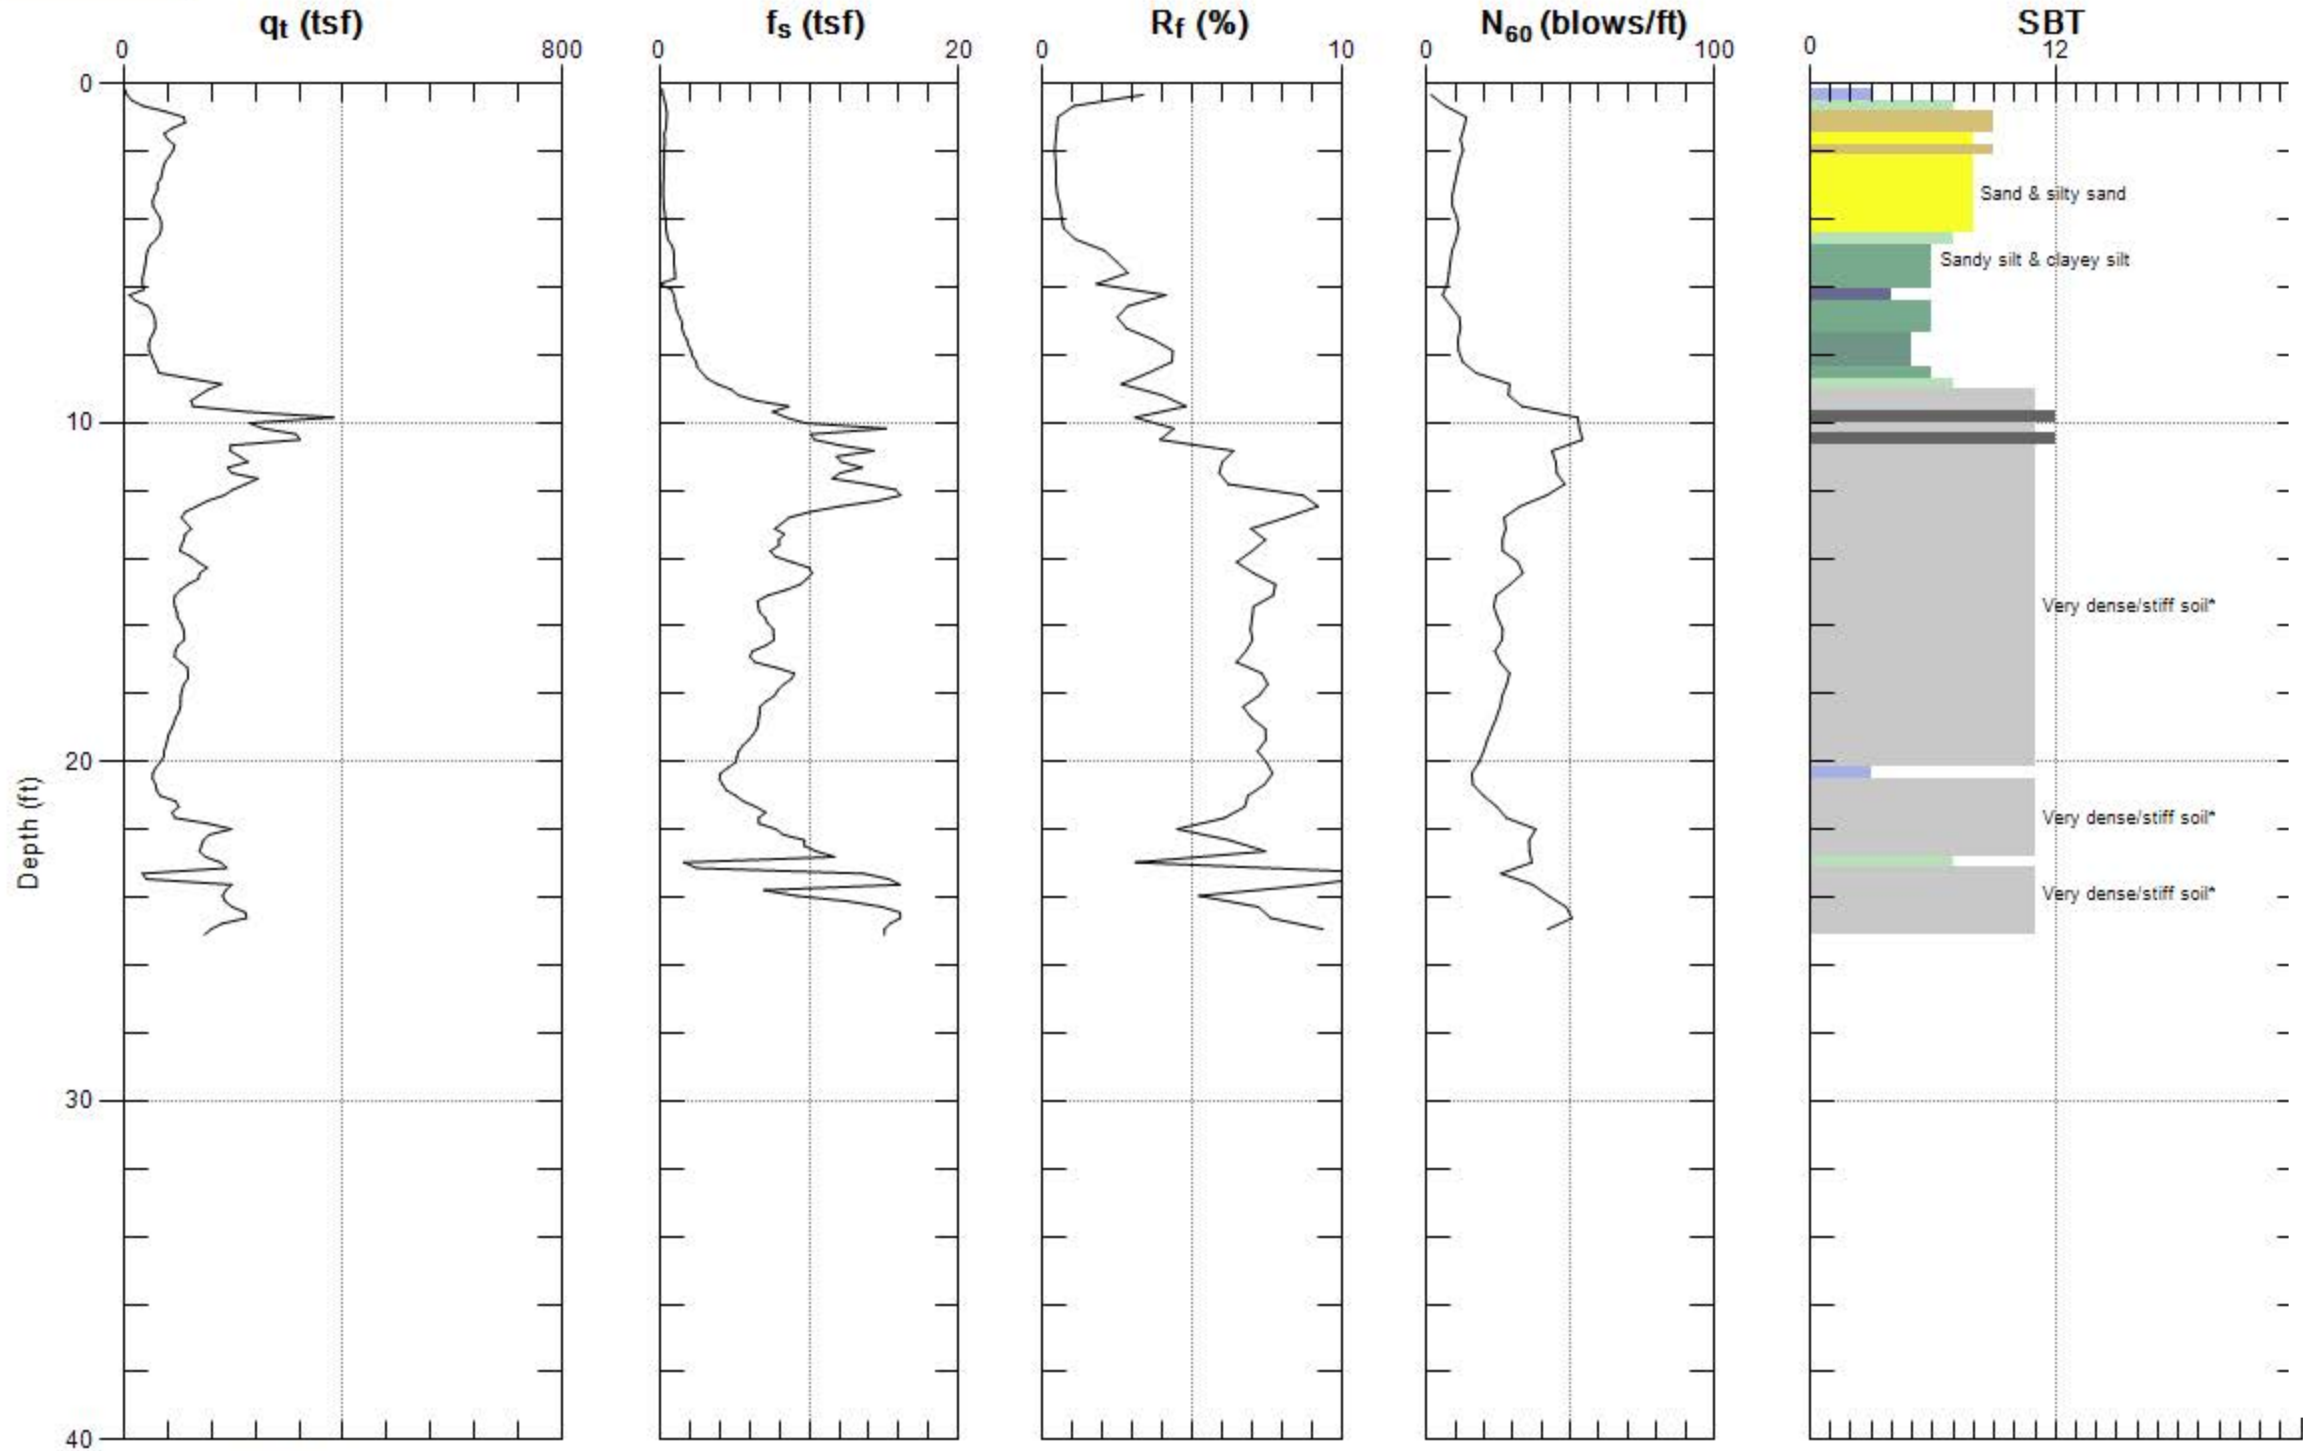 qt (tsf) fs (tsf) Rf (%) N60 (blows/ft) SBT
0 800 0 20 0 10 0 100 0 12
0
Sand & silty sand
Sandy silt & clayey silt
10
Very dense/stiff soil*
20
Very dense/stiff soil*
Depth (ft)
Very dense/stiff soil*
30
40